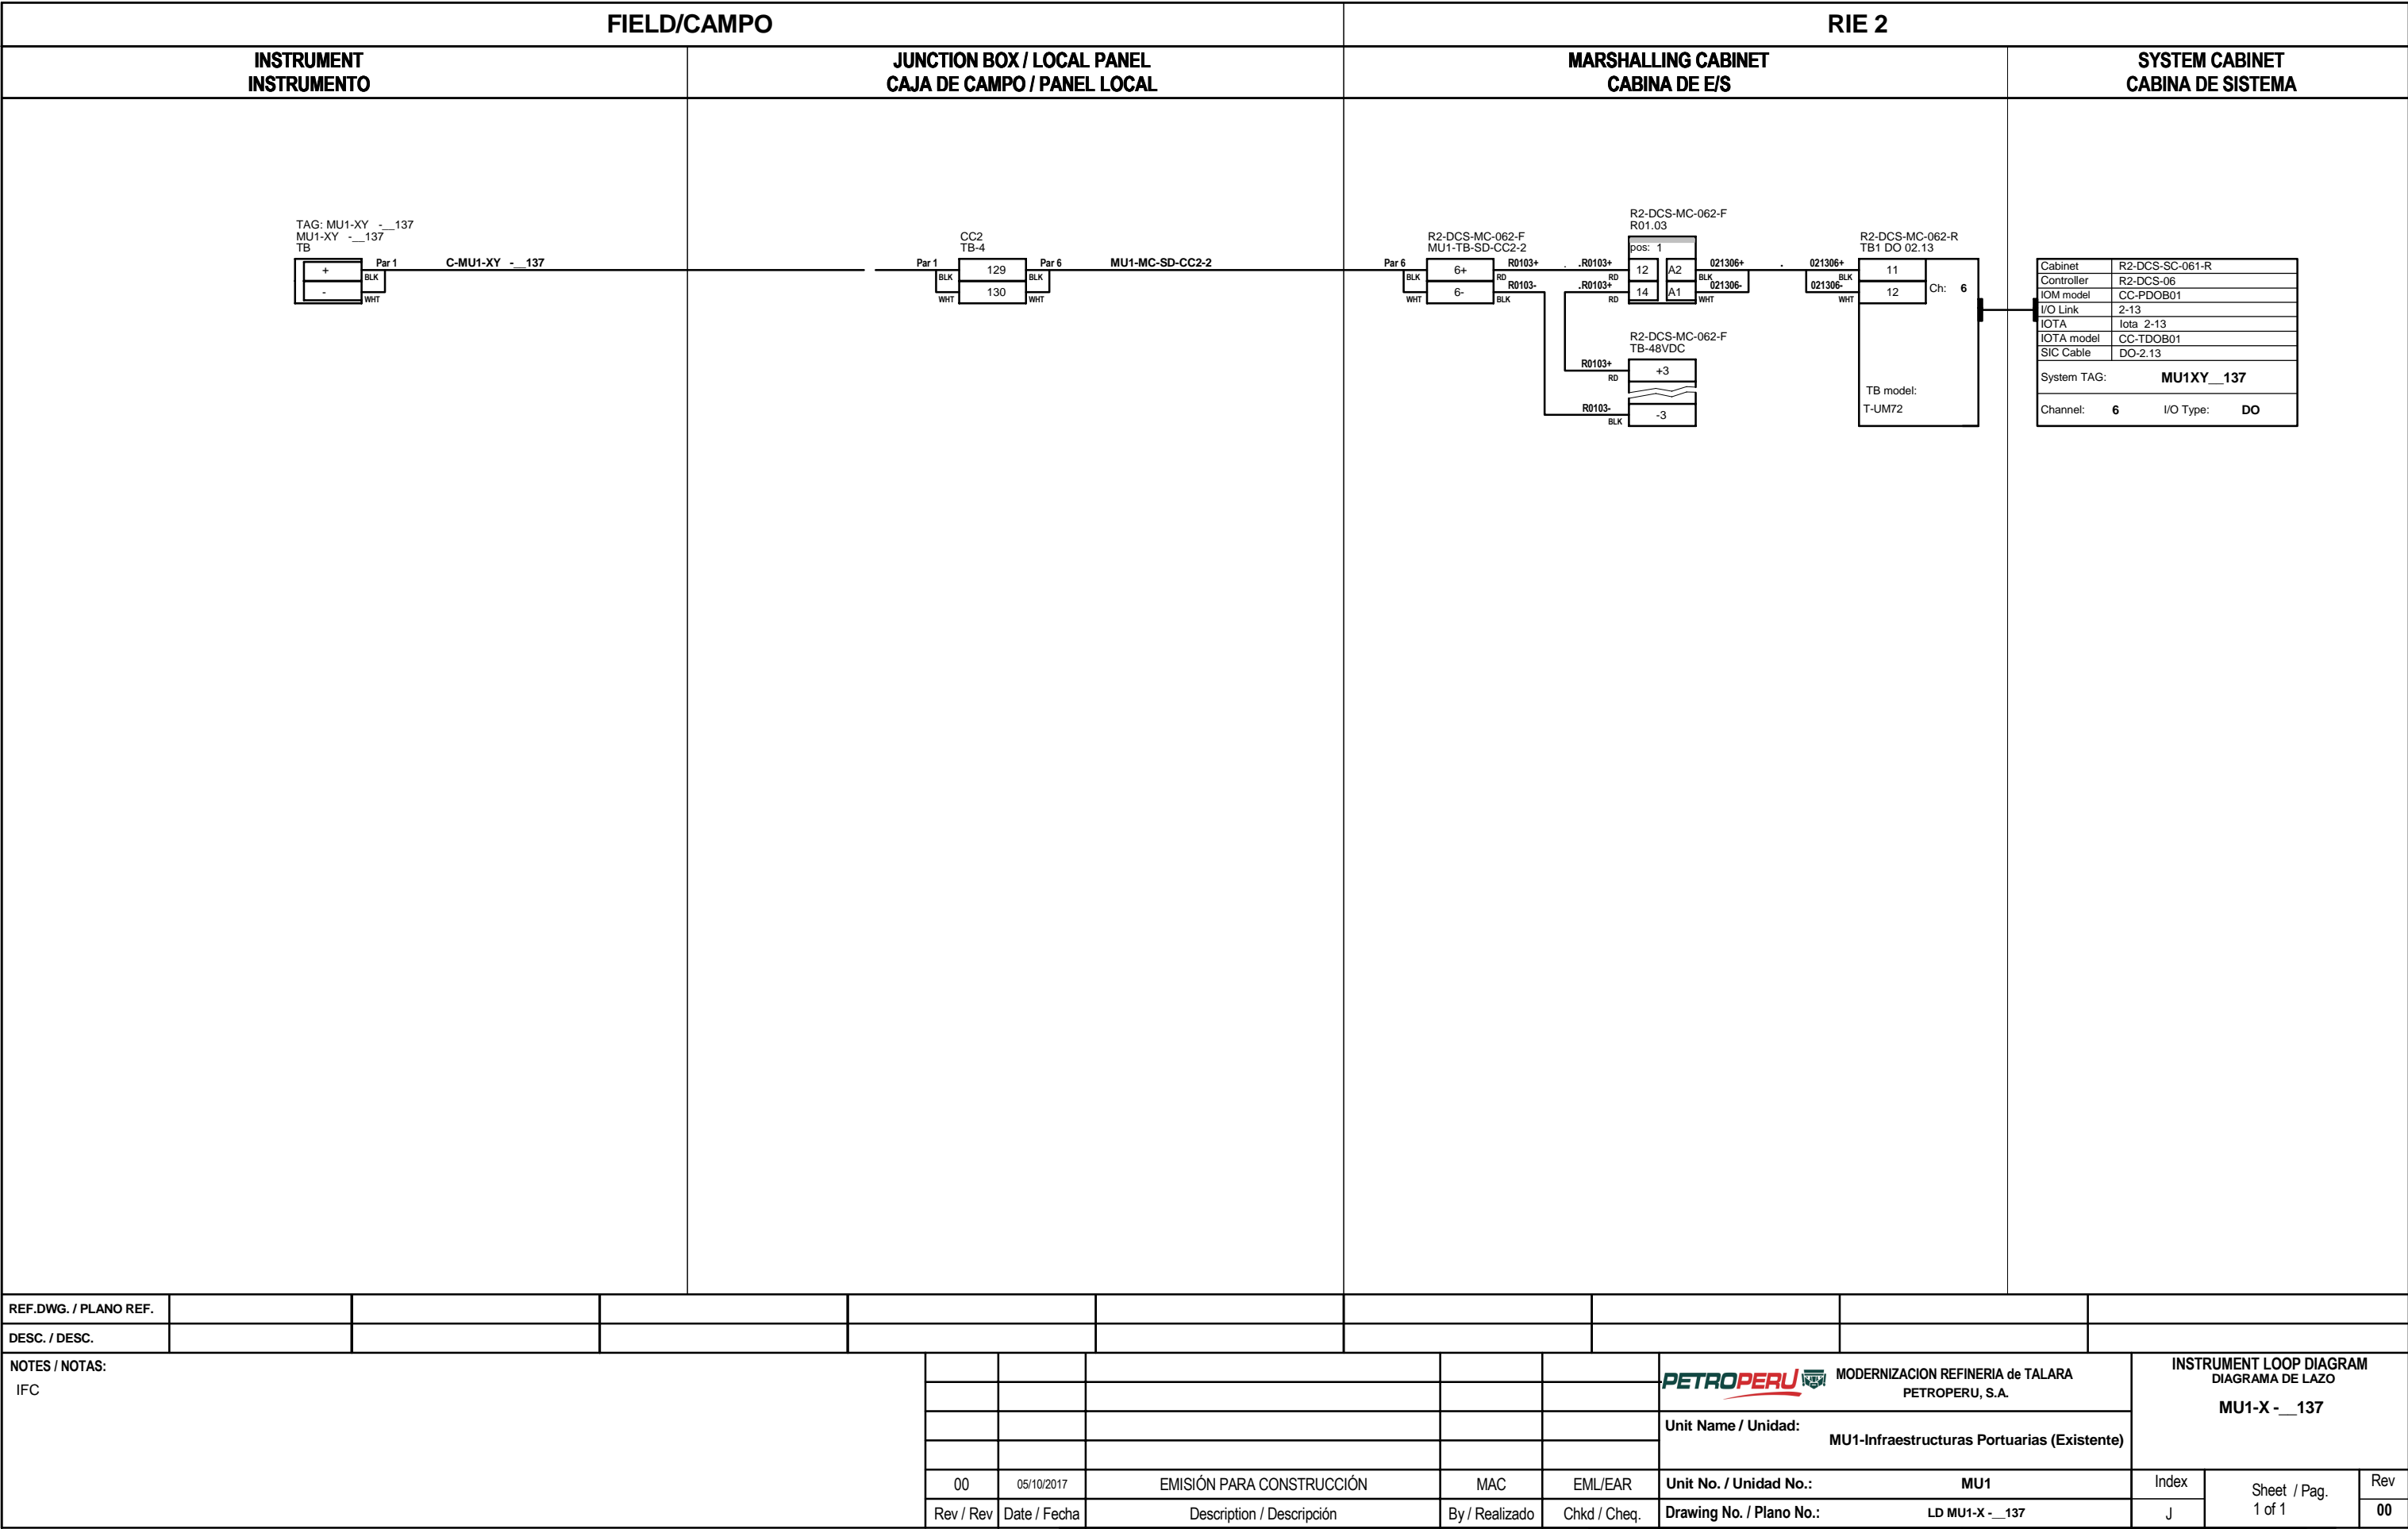 FIELD/CAMPO
RIE 2
INSTRUMENT
INSTRUMENTO
JUNCTION BOX / LOCAL PANEL
CAJA DE CAMPO / PANEL LOCAL
MARSHALLING CABINET
CABINA DE E/S
SYSTEM CABINET
CABINA DE SISTEMA
TAG: MU1-XY -__137
MU1-XY -__137
TB
+
-
Par 1
BLK
WHT
C-MU1-XY -__137
Par 1
BLK
WHT
CC2
TB-4
129
130
Par 6
BLK
WHT
MU1-MC-SD-CC2-2
Par 6
BLK
WHT
R2-DCS-MC-062-F
MU1-TB-SD-CC2-2
6+
6-
R0103+
RD
R0103-
BLK
. .R0103+
RD
.R0103+
RD
R2-DCS-MC-062-F
R01.03
pos: 1
12 A2
14 A1
021306+
BLK
021306-
WHT
.
021306+
BLK
021306-
WHT
R2-DCS-MC-062-R
TB1 DO 02.13
11
12
Ch: 6
TB model:
T-UM72
R2-DCS-MC-062-F
TB-48VDC
R0103+
RD
+3
R0103-
BLK
-3
Cabinet R2-DCS-SC-061-R
Controller R2-DCS-06
IOM model CC-PDOB01
I/O Link 2-13
IOTA Iota 2-13
IOTA model CC-TDOB01
SIC Cable DO-2.13
System TAG: MU1XY__137
Channel: 6 I/O Type: DO
REF.DWG. / PLANO REF.
DESC. / DESC.
NOTES / NOTAS:
IFC
00 05/10/2017 EMISIÓN PARA CONSTRUCCIÓN MAC EML/EAR
Rev / Rev Date / Fecha Description / Descripción By / Realizado Chkd / Cheq.
PETROPERU
MODERNIZACION REFINERIA de TALARA
PETROPERU, S.A.
Unit Name / Unidad:
MU1-Infraestructuras Portuarias (Existente)
Unit No. / Unidad No.: MU1
Drawing No. / Plano No.: LD MU1-X -__137
INSTRUMENT LOOP DIAGRAM
DIAGRAMA DE LAZO
MU1-X -__137
Index
J
Sheet / Pag.
1 of 1
Rev
00